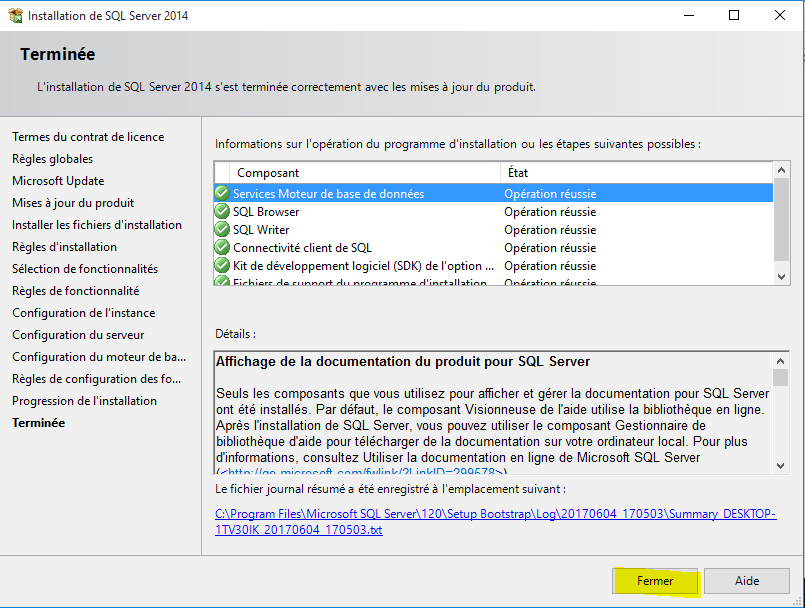 Installation de SQL Server 2014
Terminée
L'installation de SQL Server 2014 s'est terminée correctement avec les mises à jour du produit.
Termes du contrat de licence
Règles globales
Microsoft Update
Mises à jour du produit
Installer les fichiers d'installation
Règles d'installation
Sélection de fonctionnalités
Règles de fonctionnalité
Configuration de l'instance
Configuration du serveur
Configuration du moteur de ba...
Règles de configuration des fo...
Progression de l'installation
Terminée
Informations sur l'opération du programme d'installation ou les étapes suivantes possibles :
Composant État
Services Moteur de base de données Opération réussie
SQL Browser Opération réussie
SQL Writer Opération réussie
Connectivité client de SQL Opération réussie
Kit de développement logiciel (SDK) de l'option ... Opération réussie
Fichiers de support du programme d'installation Opération réussie
Détails :
Affichage de la documentation du produit pour SQL Server
Seuls les composants que vous utilisez pour afficher et gérer la documentation pour SQL Server
ont été installés. Par défaut, le composant Visionneuse de l'aide utilise la bibliothèque en ligne.
Après l'installation de SQL Server, vous pouvez utiliser le composant Gestionnaire de
bibliothèque d'aide pour télécharger de la documentation sur votre ordinateur local. Pour plus
d'informations, consultez Utiliser la documentation en ligne de Microsoft SQL Server
(<http://go.microsoft.com/fwlink/?LinkID=299578>)
Le fichier journal résumé a été enregistré à l'emplacement suivant :
C:\Program Files\Microsoft SQL Server\120\Setup Bootstrap\Log\20170604_170503\Summary_DESKTOP-
1TV30IK_20170604_170503.txt
Fermer Aide